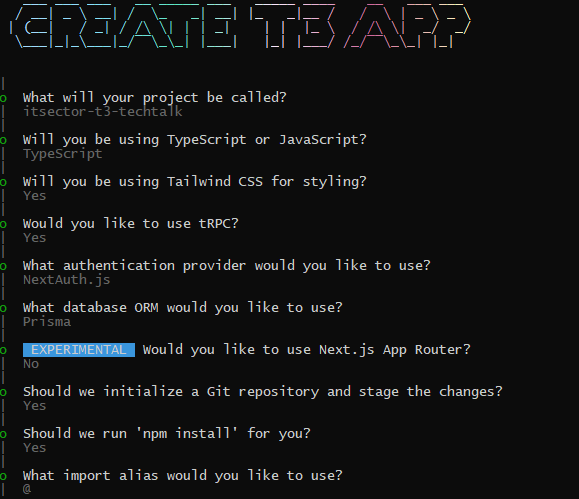 CREATE T3 APP
What will your project be called?
itsector-t3-techtalk
Will you be using TypeScript or JavaScript?
TypeScript
Will you be using Tailwind CSS for styling?
Yes
Would you like to use tRPC?
Yes
What authentication provider would you like to use?
NextAuth.js
What database ORM would you like to use?
Prisma
EXPERIMENTAL Would you like to use Next.js App Router?
No
Should we initialize a Git repository and stage the changes?
Yes
Should we run 'npm install' for you?
Yes
What import alias would you like to use?
@